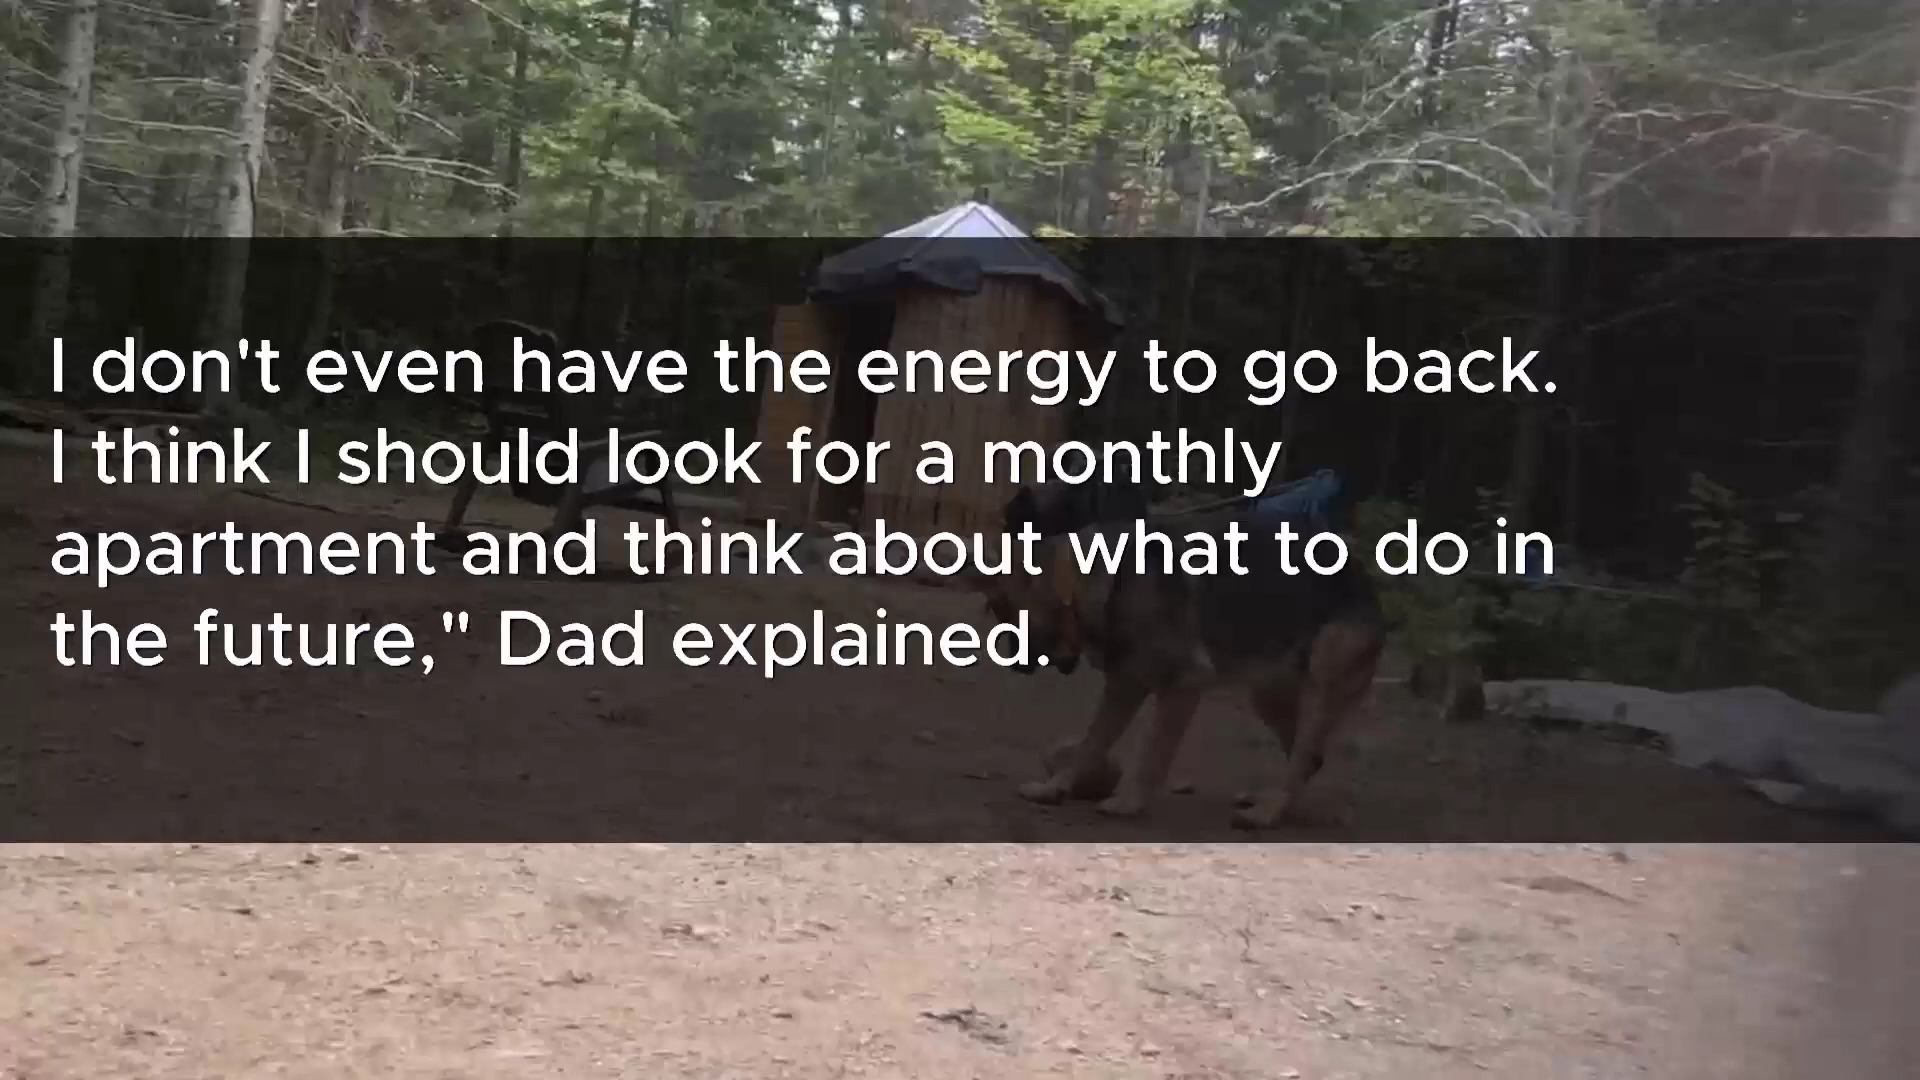 I don't even have the energy to go back.
I think I should look for a monthly
apartment and think about what to do in
the future," Dad explained.